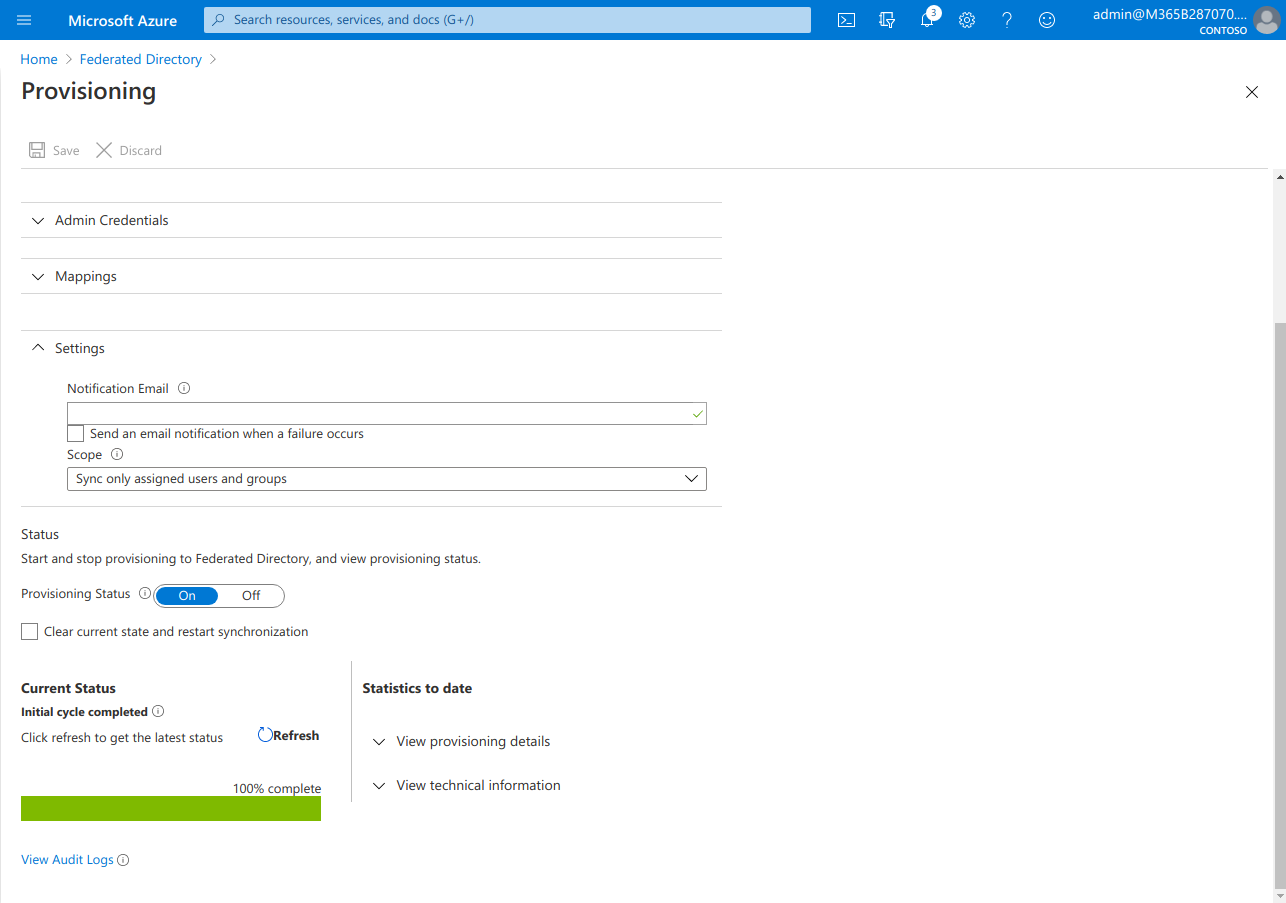 Microsoft Azure
Search resources, services, and docs (G+/)
3
admin@M365B287070....
CONTOSO
Home > Federated Directory >
Provisioning
Save Discard
Admin Credentials
Mappings
Settings
Notification Email
Send an email notification when a failure occurs
Scope
Sync only assigned users and groups
Status
Start and stop provisioning to Federated Directory, and view provisioning status.
Provisioning Status On Off
Clear current state and restart synchronization
Current Status
Initial cycle completed
Click refresh to get the latest status Refresh
100% complete
Statistics to date
View provisioning details
View technical information
View Audit Logs